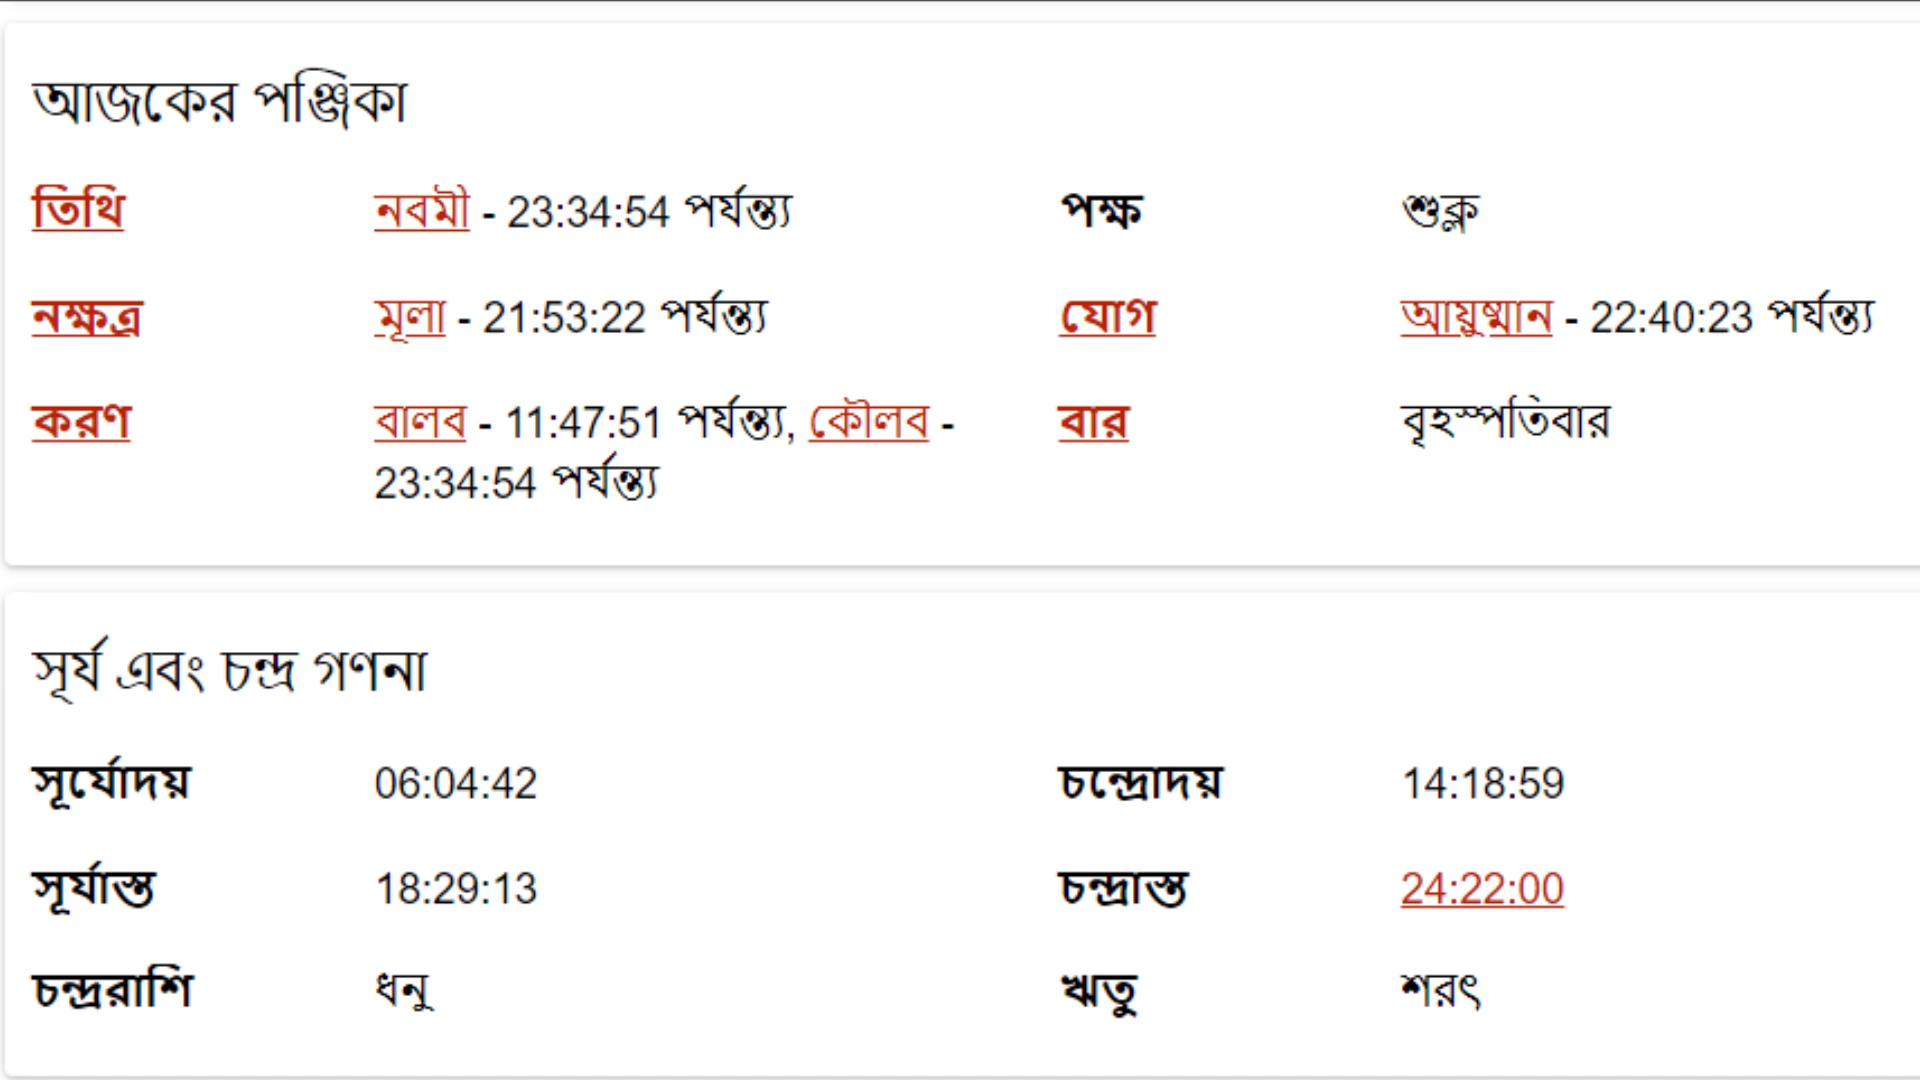 আজকের পঞ্জিকা
তিথি নবমী - 23:34:54 পর্যন্ত্য পক্ষ শুক্ল
নক্ষত্র মূলা - 21:53:22 পর্যন্ত্য যোগ আয়ুষ্মান - 22:40:23 পর্যন্ত্য
করণ বালব - 11:47:51 পর্যন্ত্য, কৌলব - বার বৃহস্পতিবার
23:34:54 পর্যন্ত্য
সূর্য এবং চন্দ্র গণনা
সূর্যোদয় 06:04:42 চন্দ্রোদয় 14:18:59
সূর্যাস্ত 18:29:13 চন্দ্রাস্ত 24:22:00
চন্দ্ররাশি ধনু ঋতু শরৎ